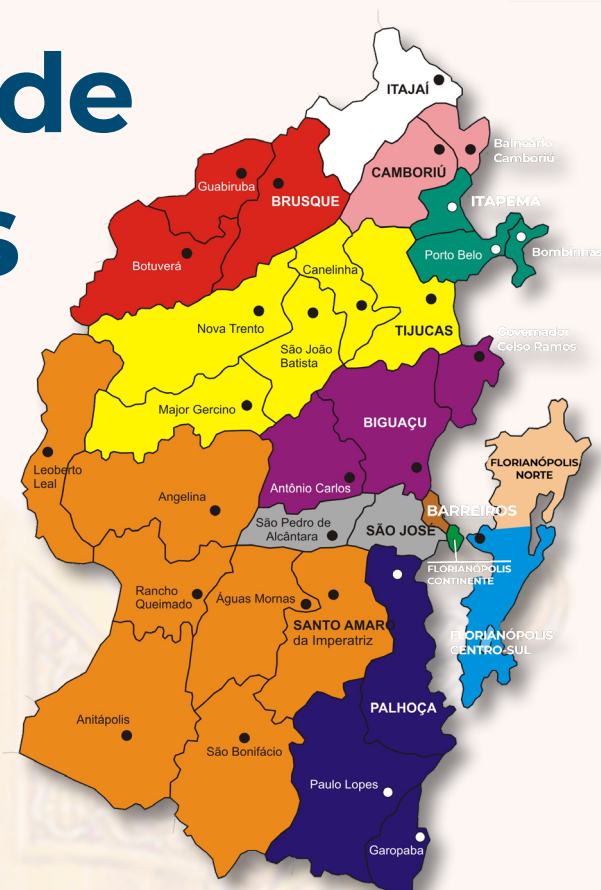 de
s
ITAJAÍ
Balneário
Camboriú
CAMBORIÚ
Guabiruba
BRUSQUE
ITAPEMA
Botuverá
Porto Belo
Bombinhas
Canelinha
Nova Trento
TIJUCAS
Governador
Celso Ramos
São João
Batista
Major Gercino
BIGUAÇU
Leoberto
Leal
Angelina
Antônio Carlos
FLORIANÓPOLIS
NORTE
BARREIROS
São Pedro de
Alcântara
SÃO JOSÉ
FLORIANÓPOLIS
CONTINENTE
Rancho
Queimado
Águas Mornas
SANTO AMARO
da Imperatriz
FLORIANÓPOLIS
CENTRO-SUL
Anitápolis
PALHOÇA
São Bonifácio
Paulo Lopes
Garopaba